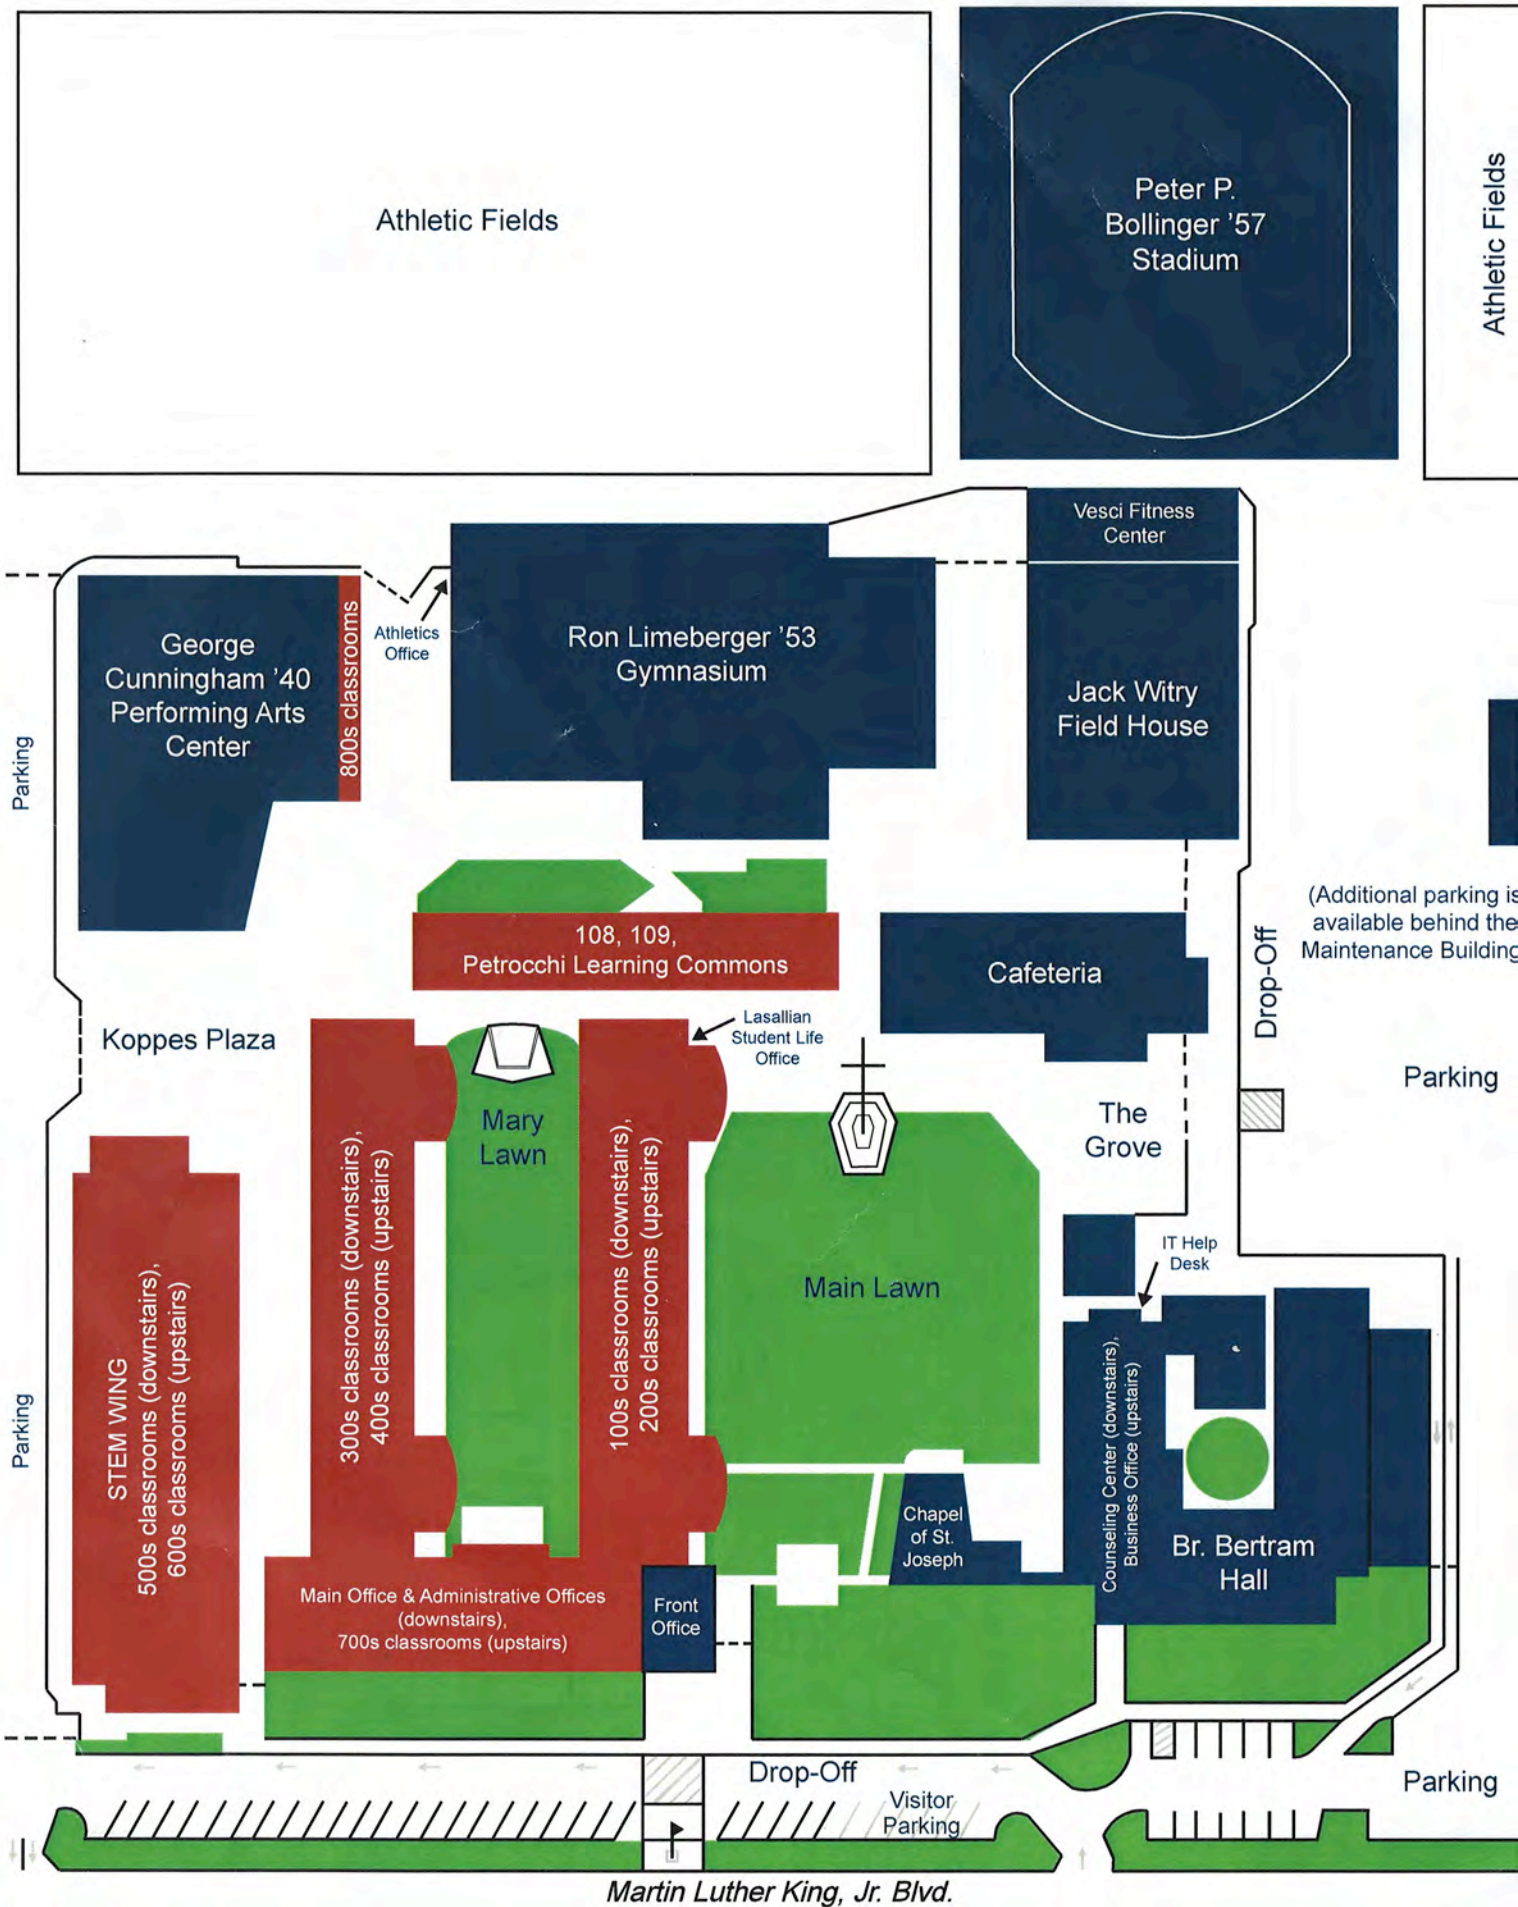 Athletic Fields
Peter P.
Bollinger ’57
Stadium
Athletic Fields
Vesci Fitness
Center
George
Cunningham ’40
Performing Arts
Center
800s classrooms
Athletics
Office
Ron Limeberger ’53
Gymnasium
Jack Witry
Field House
Parking
108, 109,
Petrocchi Learning Commons
Cafeteria
Drop-Off
(Additional parking is
available behind the
Maintenance Building
Koppes Plaza
Lasallian
Student Life
Office
Parking
Mary
Lawn
The
Grove
300s classrooms (downstairs),
400s classrooms (upstairs)
100s classrooms (downstairs),
200s classrooms (upstairs)
Main Lawn
IT Help
Desk
Parking
STEM WING
500s classrooms (downstairs),
600s classrooms (upstairs)
Counseling Center (downstairs),
Business Office (upstairs)
Chapel
of St.
Joseph
Br. Bertram
Hall
Main Office & Administrative Offices
(downstairs),
700s classrooms (upstairs)
Front
Office
Drop-Off
Visitor
Parking
Parking
Martin Luther King, Jr. Blvd.